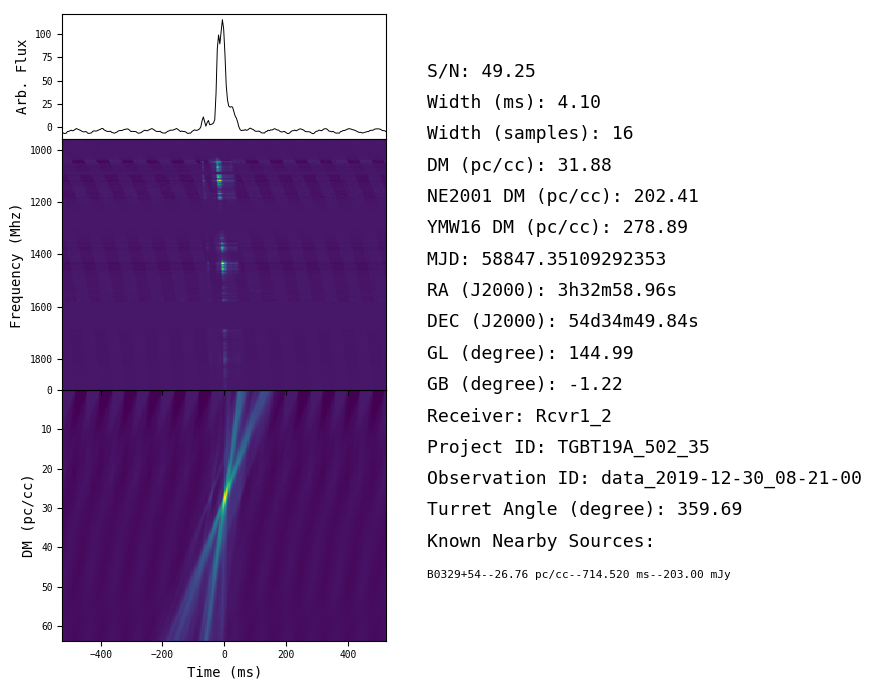 Arb. Flux
100
75
50
25
0
Frequency (Mhz)
1000
1200
1400
1600
1800
DM (pc/cc)
0
10
20
30
40
50
60
−400
−200
0
200
400
Time (ms)
S/N: 49.25
Width (ms): 4.10
Width (samples): 16
DM (pc/cc): 31.88
NE2001 DM (pc/cc): 202.41
YMW16 DM (pc/cc): 278.89
MJD: 58847.35109292353
RA (J2000): 3h32m58.96s
DEC (J2000): 54d34m49.84s
GL (degree): 144.99
GB (degree): -1.22
Receiver: Rcvr1_2
Project ID: TGBT19A_502_35
Observation ID: data_2019-12-30_08-21-00
Turret Angle (degree): 359.69
Known Nearby Sources:
B0329+54--26.76 pc/cc--714.520 ms--203.00 mJy